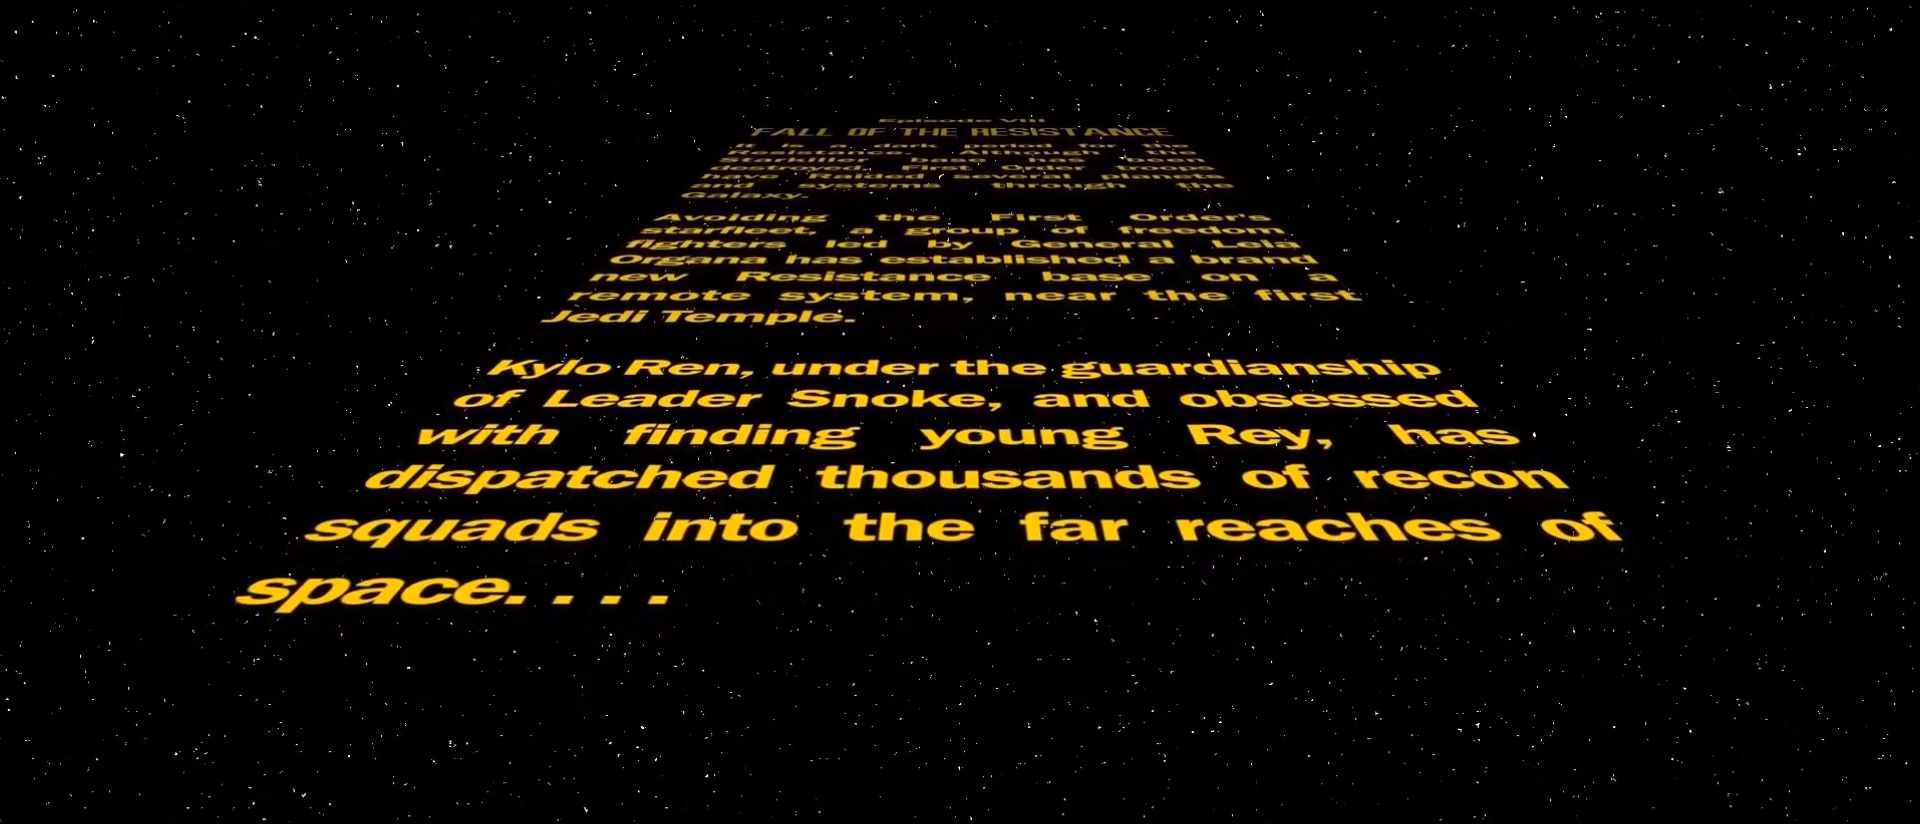 Episode VIII
FALL OF THE RESISTANCE
It is a dark period for the
Resistance. Although the
Starkiller base has been
destroyed, First Order troops
have Raided several planets
and systems through the
Galaxy.
Avoiding the First Order's
starfleet, a group of freedom
fighters led by General Leia
Organa has established a brand
new Resistance base on a
remote system, near the first
Jedi Temple.
Kylo Ren, under the guardianship
of Leader Snoke, and obsessed
with finding young Rey, has
dispatched thousands of recon
squads into the far reaches of
space. . . .